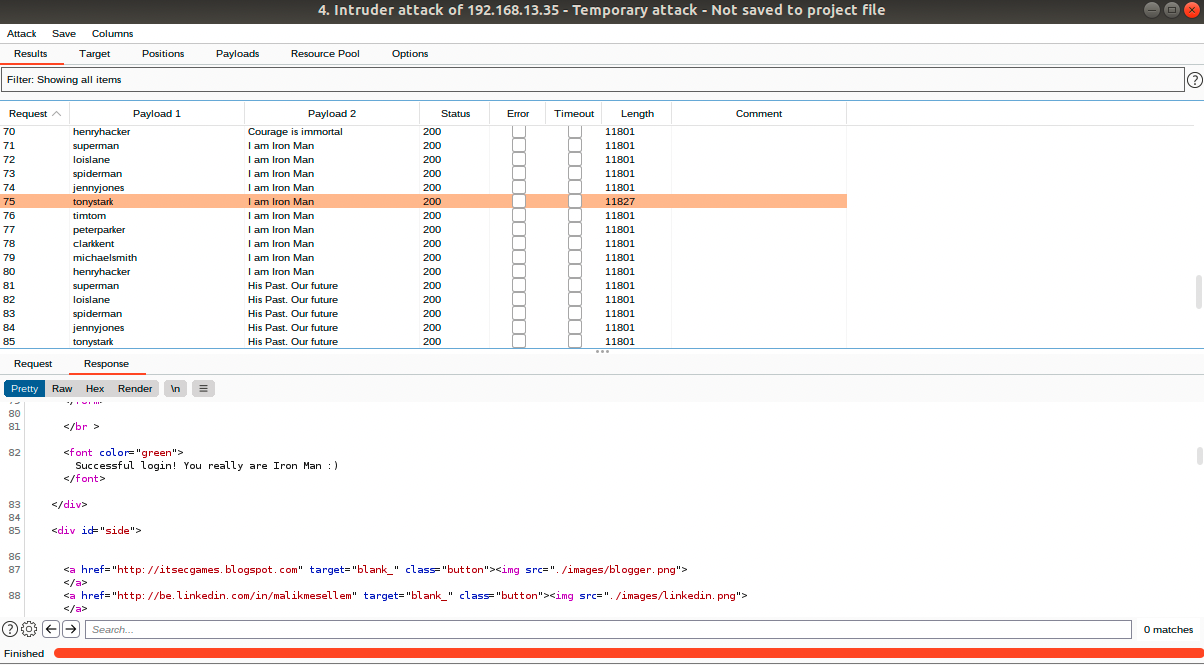 4. Intruder attack of 192.168.13.35 - Temporary attack - Not saved to project file
Attack Save Columns
Results Target Positions Payloads Resource Pool Options
Filter: Showing all items
?
Request Payload 1 Payload 2 Status Error Timeout Length Comment
70 henryhacker Courage is immortal 200 11801
71 superman I am Iron Man 200 11801
72 loislane I am Iron Man 200 11801
73 spiderman I am Iron Man 200 11801
74 jennyjones I am Iron Man 200 11801
75 tonystark I am Iron Man 200 11827
76 timtom I am Iron Man 200 11801
77 peterparker I am Iron Man 200 11801
78 clarkkent I am Iron Man 200 11801
79 michaelsmith I am Iron Man 200 11801
80 henryhacker I am Iron Man 200 11801
81 superman His Past. Our future 200 11801
82 loislane His Past. Our future 200 11801
83 spiderman His Past. Our future 200 11801
84 jennyjones His Past. Our future 200 11801
85 tonystark His Past. Our future 200 11801
Request Response
Pretty Raw Hex Render \n ≡
79 </form>
80
81 </br >
82 <font color="green">
Successful login! You really are Iron Man :)
</font>
83 </div>
84
85 <div id="side">
86
87 <a href="http://itsecgames.blogspot.com" target="blank_" class="button"><img src="./images/blogger.png">
</a>
88 <a href="http://be.linkedin.com/in/malikmesellem" target="blank_" class="button"><img src="./images/linkedin.png">
</a>
? Search... 0 matches
Finished